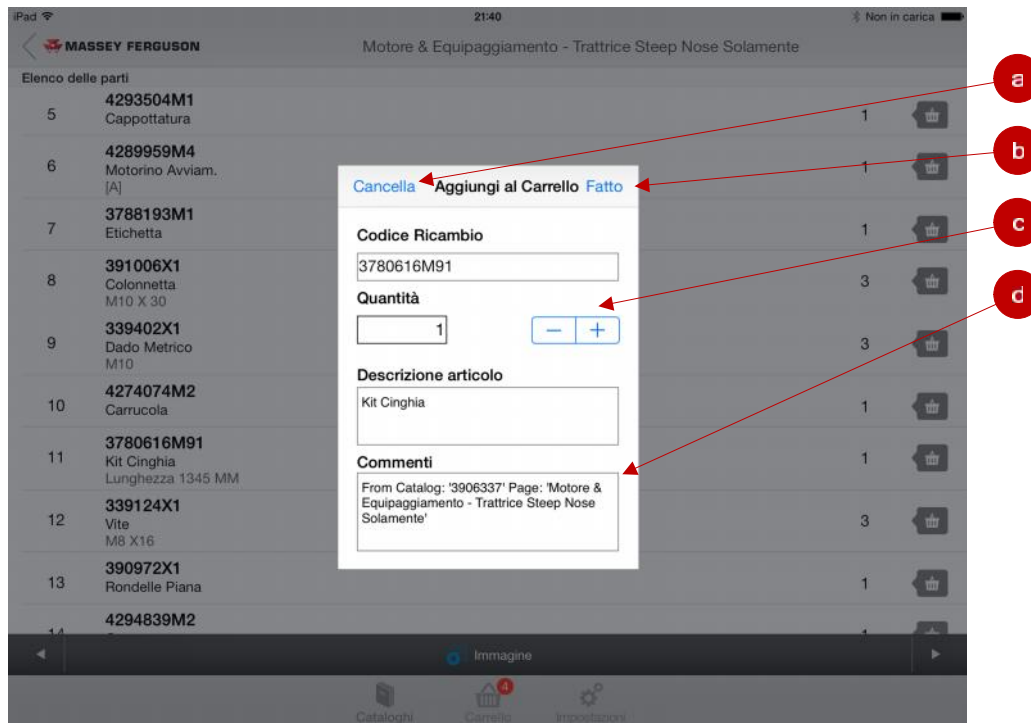 iPad 21:40 Non in carica
MASSEY FERGUSON Motore & Equipaggiamento - Trattrice Steep Nose Solamente
Elenco delle parti
5 4293504M1 1
Cappottatura
6 4289959M4 1
Motorino Avviam.
[A]
7 3788193M1 1
Etichetta
8 391006X1 3
Colonnetta
M10 X 30
9 339402X1 3
Dado Metrico
M10
10 4274074M2 1
Carrucola
11 3780616M91 1
Kit Cinghia
Lunghezza 1345 MM
12 339124X1 3
Vite
M8 X16
13 390972X1 1
Rondelle Piana
14 4294839M2 1
Cancella Aggiungi al Carrello Fatto
Codice Ricambio
3780616M91
Quantità
1 − +
Descrizione articolo
Kit Cinghia
Commenti
From Catalog: '3906337' Page: 'Motore &
Equipaggiamento - Trattrice Steep Nose
Solamente'
a
b
c
d
Immagine
4
Cataloghi Carrello Impostazioni